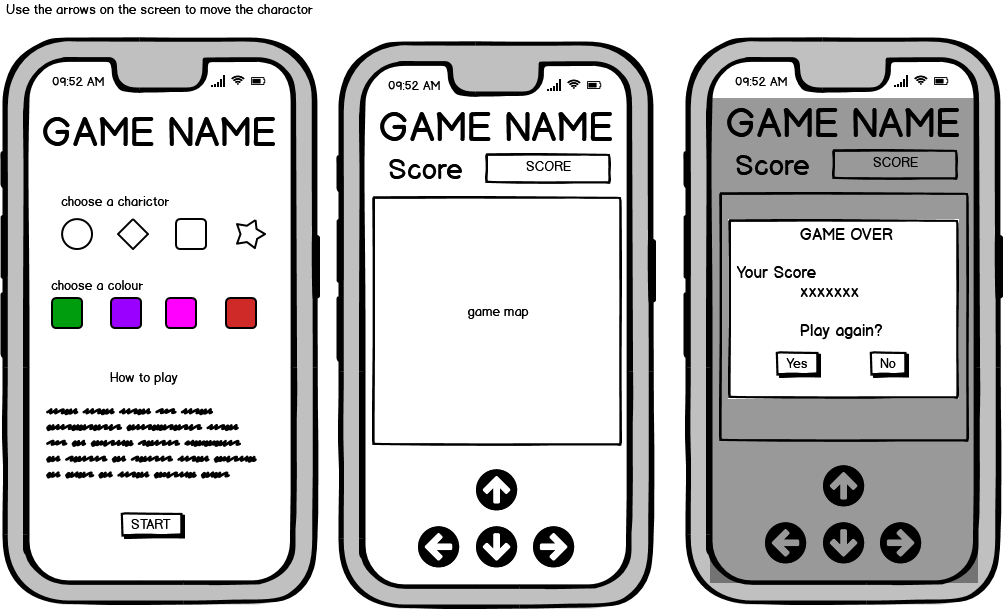 Use the arrows on the screen to move the charactor
09:52 AM
GAME NAME
choose a charictor
choose a colour
How to play
START
09:52 AM
GAME NAME
Score SCORE
game map
09:52 AM
GAME NAME
Score SCORE
GAME OVER
Your Score
xxxxxxx
Play again?
Yes No